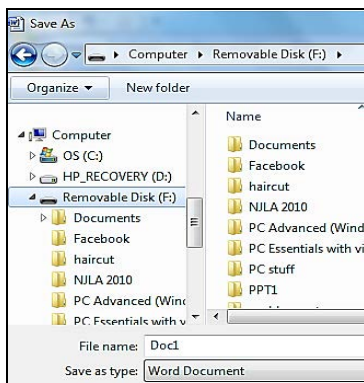 Save As
Computer Removable Disk (F:)
Organize New folder
Computer
OS (C:)
HP_RECOVERY (D:)
Removable Disk (F:)
Documents
Facebook
haircut
NJLA 2010
PC Advanced (Wind
PC Essentials with v
Name
Documents
Facebook
haircut
NJLA 2010
PC Advanced (Wind
PC Essentials with vi
PC stuff
PPT1
File name: Doc1
Save as type: Word Document